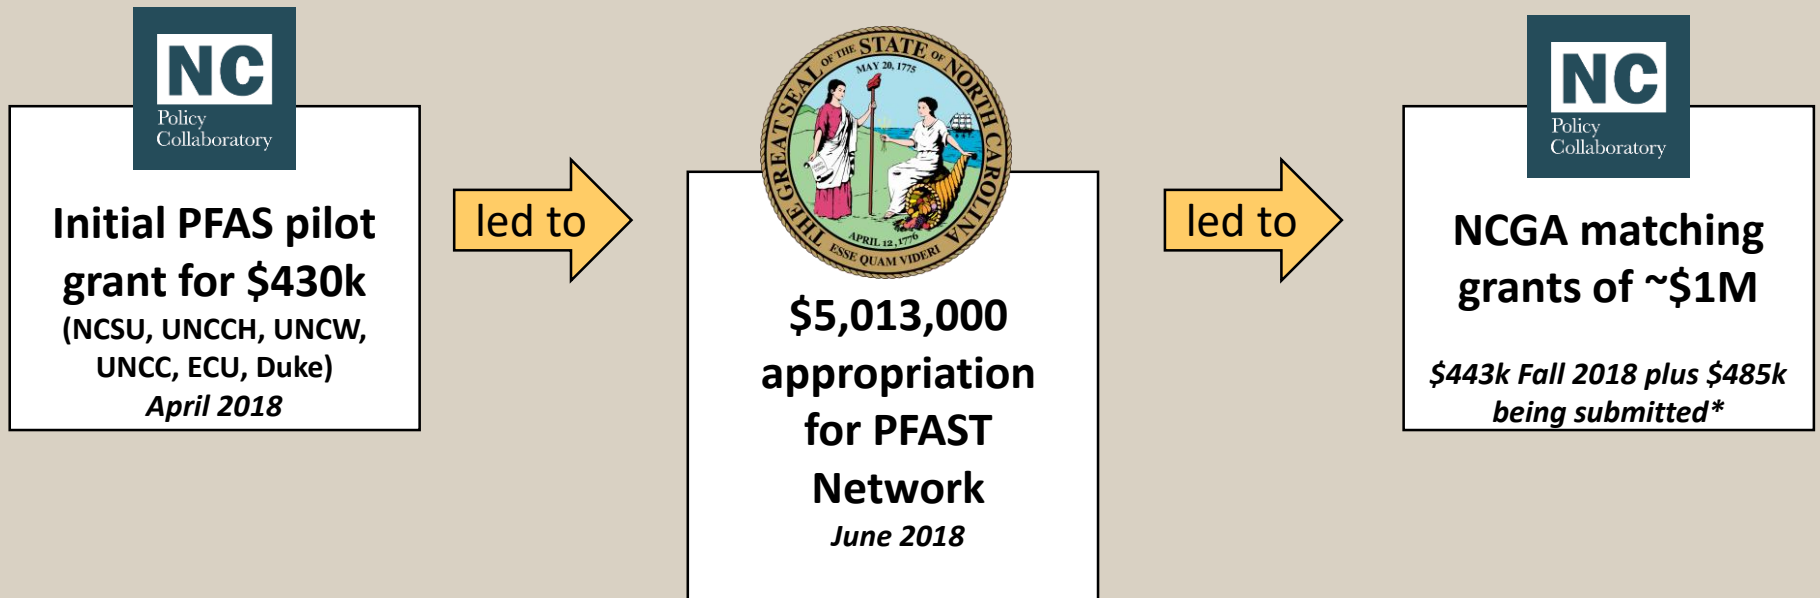 NC
Policy
Collaboratory
Initial PFAS pilot
grant for $430k
(NCSU, UNCCH, UNCW,
UNCC, ECU, Duke)
April 2018
led to
THE GREAT SEAL OF THE STATE OF NORTH CAROLINA
MAY 20, 1775
APRIL 12, 1776
ESSE QUAM VIDERI
$5,013,000
appropriation
for PFAST
Network
June 2018
led to
NC
Policy
Collaboratory
NCGA matching
grants of ~$1M
$443k Fall 2018 plus $485k
being submitted*